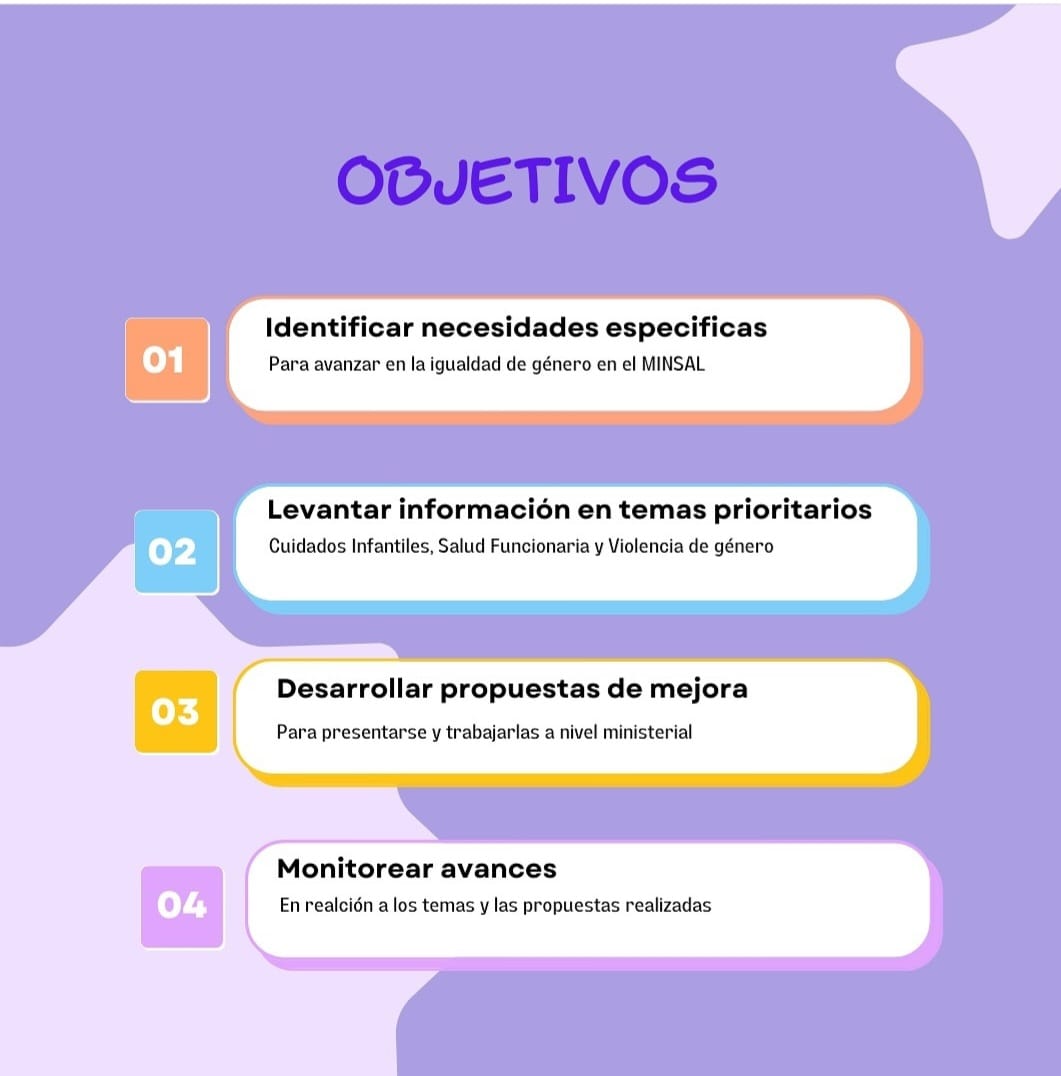 OBJETIVOS
01
Identificar necesidades especificas
Para avanzar en la igualdad de género en el MINSAL
02
Levantar información en temas prioritarios
Cuidados Infantiles, Salud Funcionaria y Violencia de género
03
Desarrollar propuestas de mejora
Para presentarse y trabajarlas a nivel ministerial
04
Monitorear avances
En realción a los temas y las propuestas realizadas